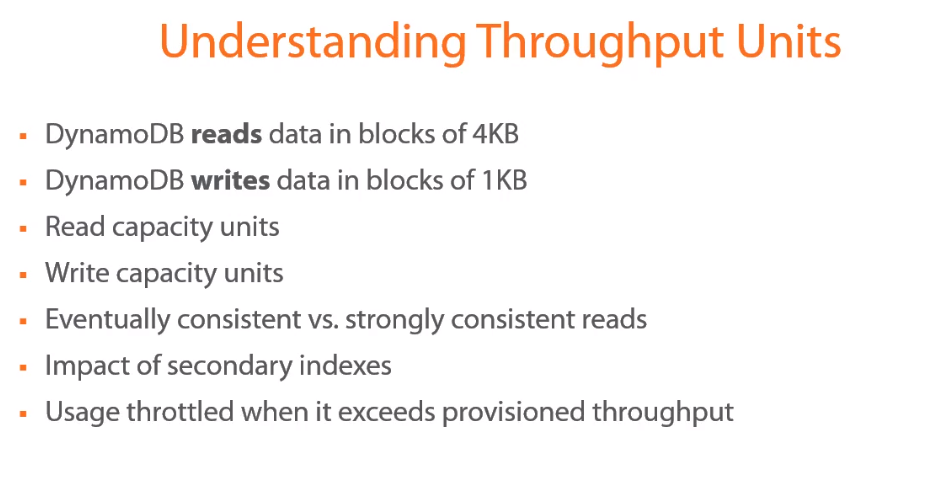 Understanding Throughput Units
▪ DynamoDB reads data in blocks of 4KB
▪ DynamoDB writes data in blocks of 1KB
▪ Read capacity units
▪ Write capacity units
▪ Eventually consistent vs. strongly consistent reads
▪ Impact of secondary indexes
▪ Usage throttled when it exceeds provisioned throughput